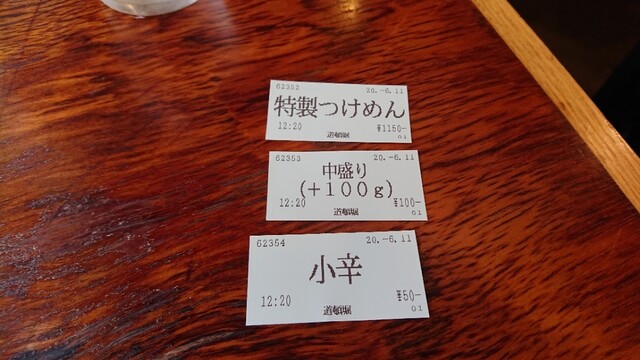 62352 20.-6.11
特製つけめん
12:20 ¥1150-
道頓堀 01
62353 20.-6.11
中盛り
(+100g)
12:20 ¥100-
道頓堀 01
62354 20.-6.11
小辛
12:20 ¥50-
道頓堀 01